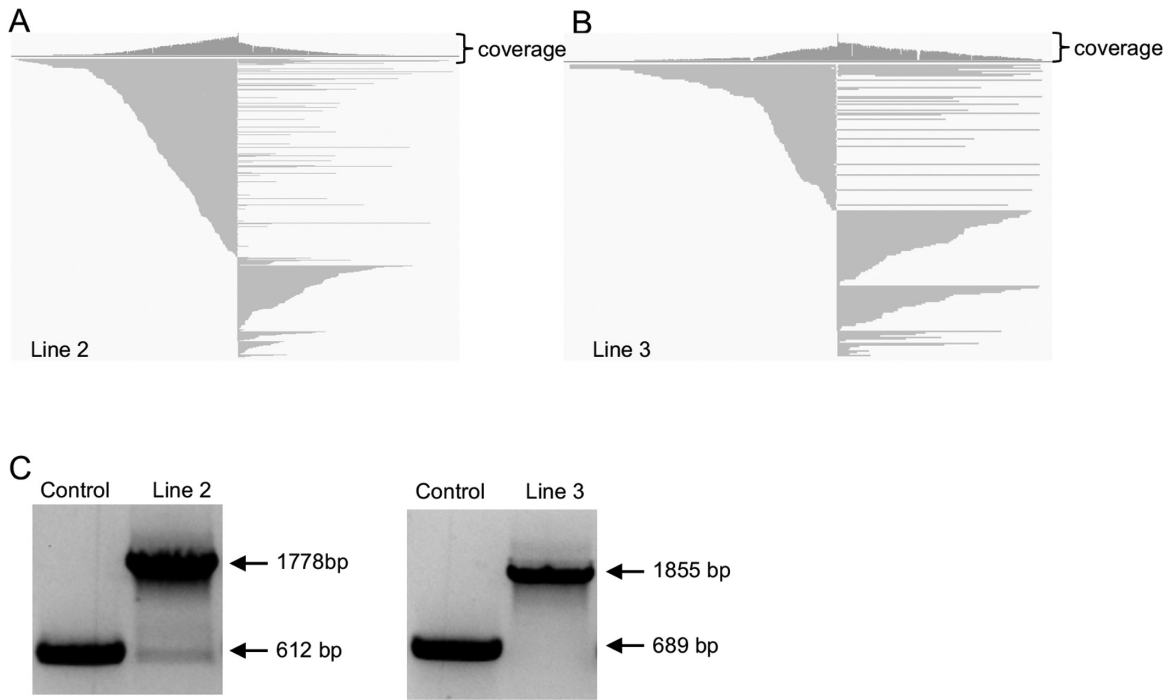 A
B
coverage
coverage
Line 2
Line 3
C
Control Line 2
Control Line 3
1778bp
1855 bp
612 bp
689 bp